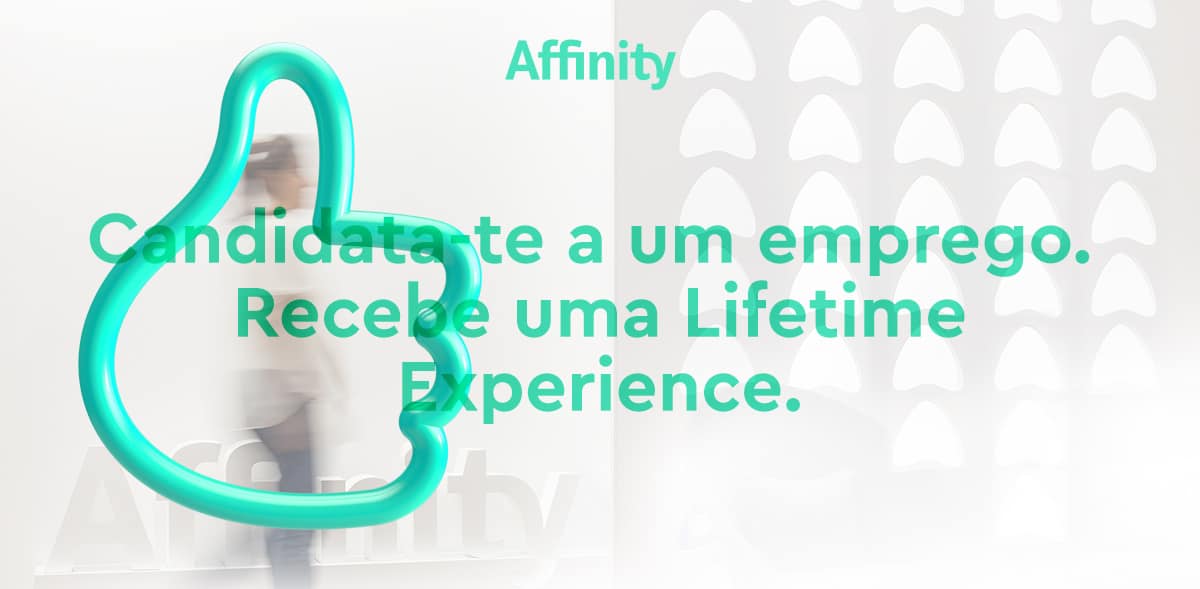 Affinity
Candidata-te a um emprego.
Recebe uma Lifetime
Experience.
Affinity